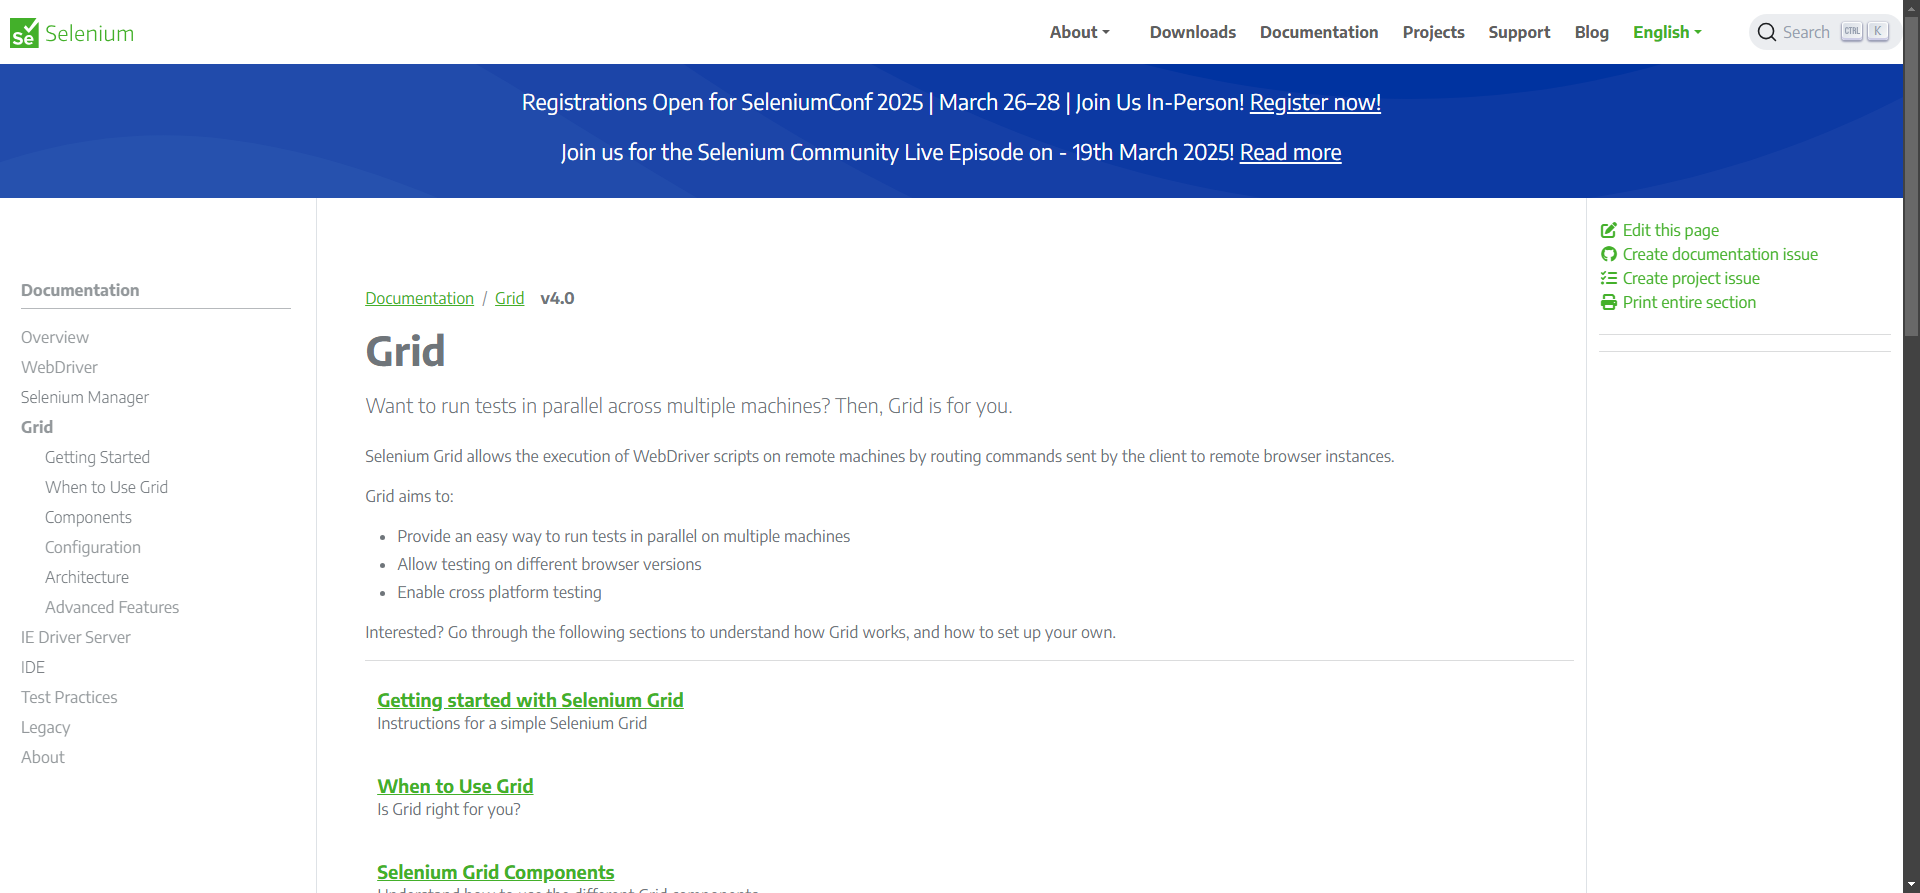 Selenium
About
Downloads
Documentation
Projects
Support
Blog
English
Search
CTRL
K
Registrations Open for SeleniumConf 2025 | March 26–28 | Join Us In-Person! Register now!
Join us for the Selenium Community Live Episode on - 19th March 2025! Read more
Documentation
Overview
WebDriver
Selenium Manager
Grid
Getting Started
When to Use Grid
Components
Configuration
Architecture
Advanced Features
IE Driver Server
IDE
Test Practices
Legacy
About
Documentation / Grid v4.0
Grid
Want to run tests in parallel across multiple machines? Then, Grid is for you.
Selenium Grid allows the execution of WebDriver scripts on remote machines by routing commands sent by the client to remote browser instances.
Grid aims to:
• Provide an easy way to run tests in parallel on multiple machines
• Allow testing on different browser versions
• Enable cross platform testing
Interested? Go through the following sections to understand how Grid works, and how to set up your own.
Getting started with Selenium Grid
Instructions for a simple Selenium Grid
When to Use Grid
Is Grid right for you?
Selenium Grid Components
Understand how to use the different Grid components
Edit this page
Create documentation issue
Create project issue
Print entire section